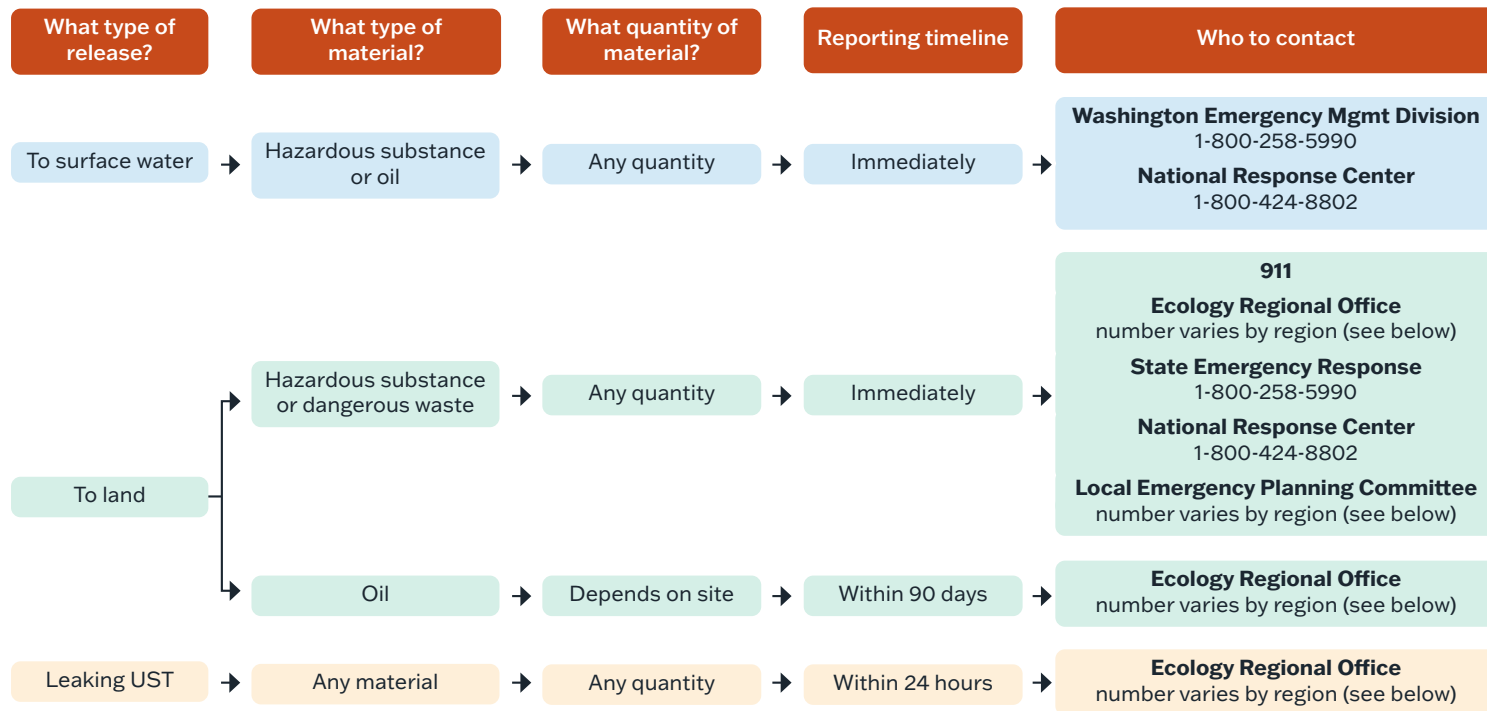 What type of
release?
What type of
material?
What quantity of
material?
Reporting timeline
Who to contact
To surface water
Hazardous substance
or oil
Any quantity
Immediately
Washington Emergency Mgmt Division
1-800-258-5990
National Response Center
1-800-424-8802
To land
Hazardous substance
or dangerous waste
Any quantity
Immediately
911
Ecology Regional Office
number varies by region (see below)
State Emergency Response
1-800-258-5990
National Response Center
1-800-424-8802
Local Emergency Planning Committee
number varies by region (see below)
Oil
Depends on site
Within 90 days
Ecology Regional Office
number varies by region (see below)
Leaking UST
Any material
Any quantity
Within 24 hours
Ecology Regional Office
number varies by region (see below)